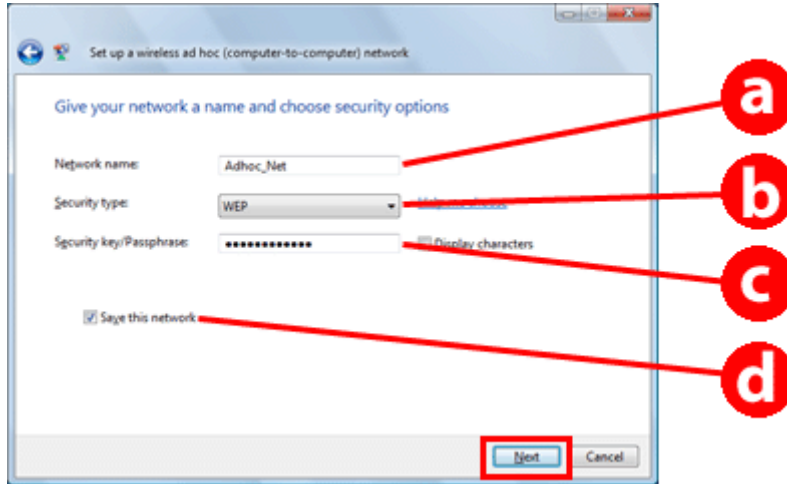 Set up a wireless ad hoc (computer-to-computer) network
Give your network a name and choose security options
a
Network name: Adhoc_Net
b
Security type: WEP
Security key/Passphrase: •••••••••••• Display characters
c
Save this network
d
Next Cancel